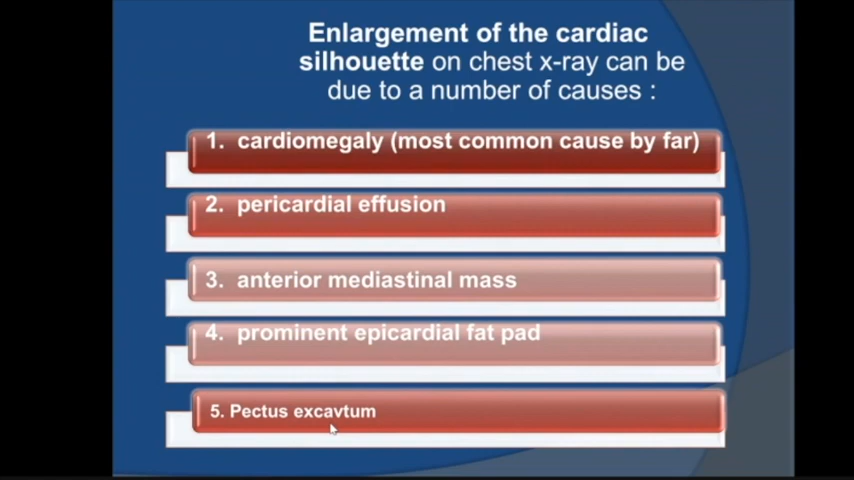 Enlargement of the cardiac
silhouette on chest x-ray can be
due to a number of causes :
1. cardiomegaly (most common cause by far)
2. pericardial effusion
3. anterior mediastinal mass
4. prominent epicardial fat pad
5. Pectus excavtum